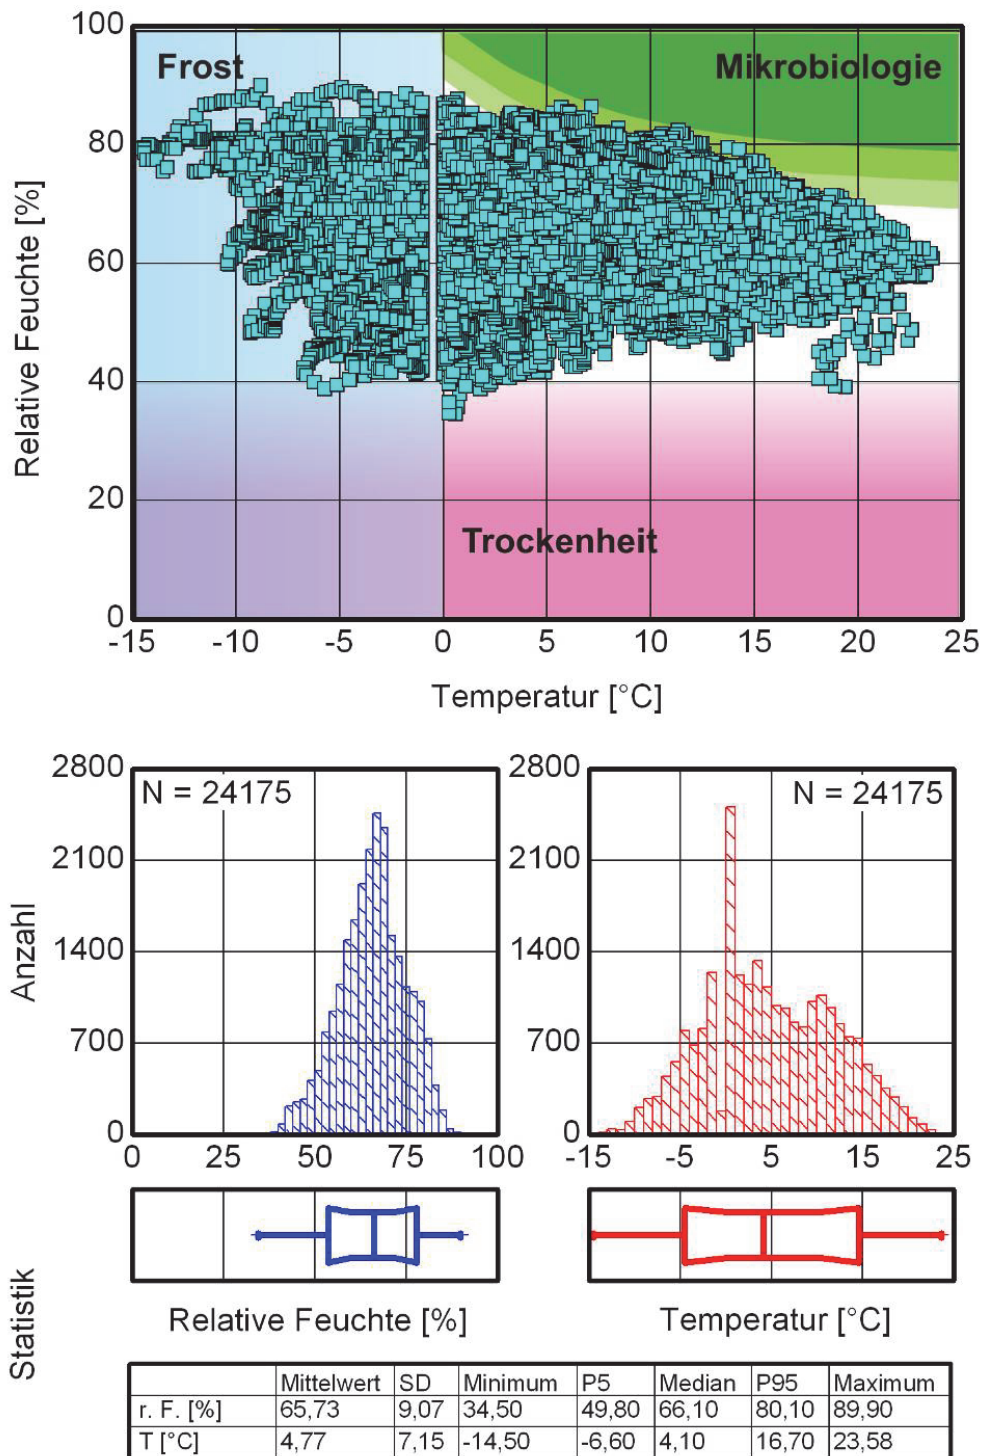 100
80
60
40
20
0
Relative Feuchte [%]
Frost
Mikrobiologie
Trockenheit
-15 -10 -5 0 5 10 15 20 25
Temperatur [°C]
Anzahl
2800
2100
1400
700
0
N = 24175
0 25 50 75 100
2800
2100
1400
700
0
N = 24175
-15 -5 5 15 25
Statistik
Relative Feuchte [%] Temperatur [°C]
Mittelwert SD Minimum P5 Median P95 Maximum
r. F. [%] 65,73 9,07 34,50 49,80 66,10 80,10 89,90
T [°C] 4,77 7,15 -14,50 -6,60 4,10 16,70 23,58